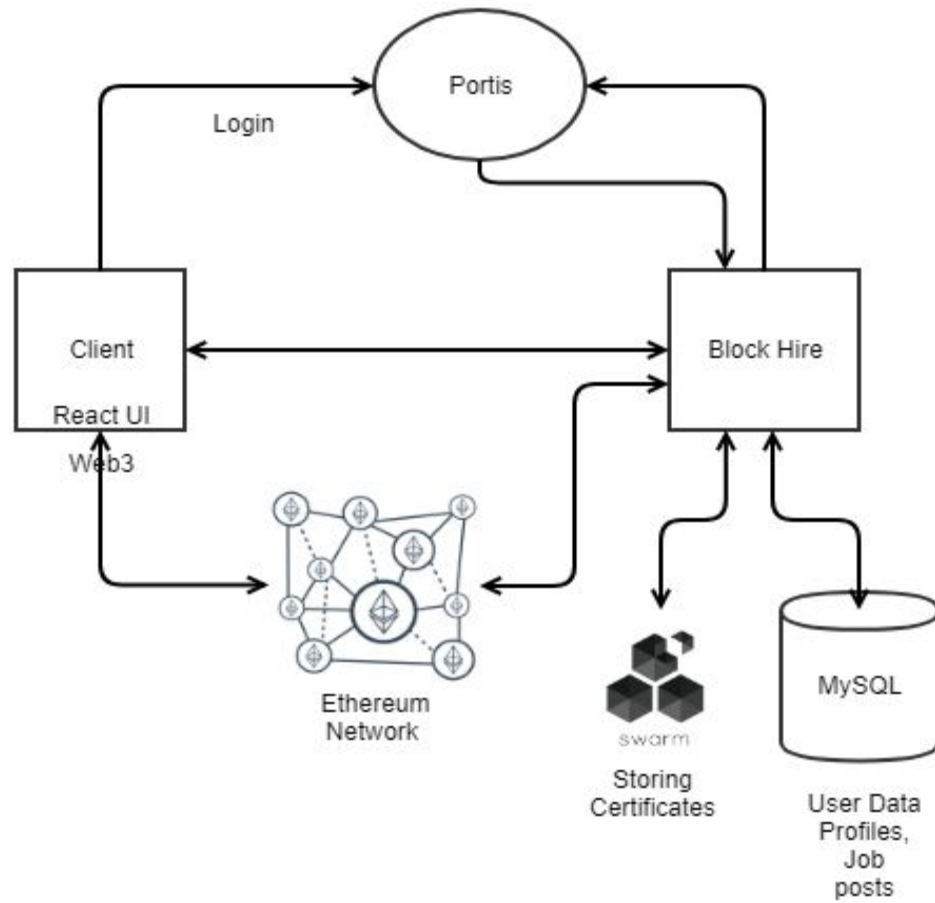 Portis
Login
Client
React UI
Web3
Block Hire
Ethereum
Network
swarm
Storing
Certificates
MySQL
User Data
Profiles,
Job
posts